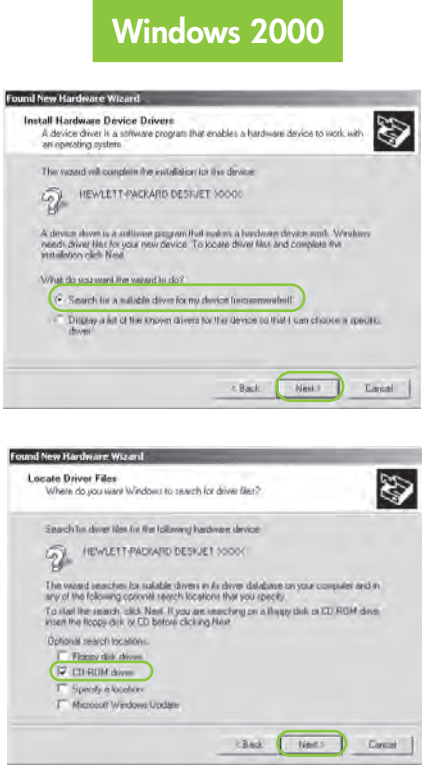 Windows 2000
Found New Hardware Wizard
Install Hardware Device Drivers
A device driver is a software program that enables a hardware device to work with
an operating system.
This wizard will complete the installation for this device:
HEWLETT-PACKARD DESKJET XXXXX
A device driver is a software program that makes a hardware device work. Windows
needs driver files for your new device. To locate driver files and complete the
installation click Next.
What do you want the wizard to do?
Search for a suitable driver for my device (recommended)
Display a list of the known drivers for this device so that I can choose a specific
driver
< Back
Next >
Cancel
Found New Hardware Wizard
Locate Driver Files
Where do you want Windows to search for driver files?
Search for driver files for the following hardware device:
HEWLETT-PACKARD DESKJET XXXXX
The wizard searches for suitable drivers in its driver database on your computer and in
any of the following optional search locations that you specify.
To start the search, click Next. If you are searching on a floppy disk or CD-ROM drive,
insert the floppy disk or CD before clicking Next.
Optional search locations:
Floppy disk drives
CD-ROM drives
Specify a location
Microsoft Windows Update
< Back
Next >
Cancel